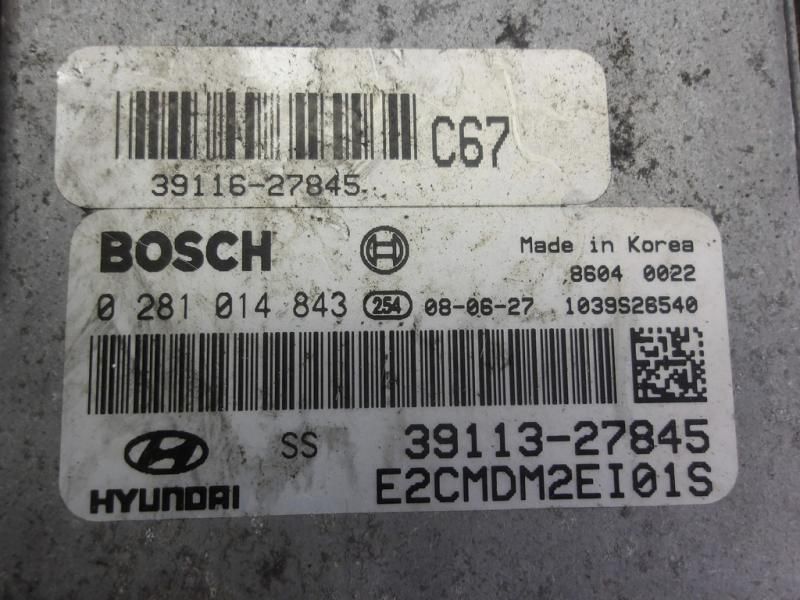 C67
39116-27845
BOSCH
Made in Korea
8604 0022
0 281 014 843 254 08-06-27 1039S26540
SS 39113-27845
HYUNDAI E2CMDM2EI01S